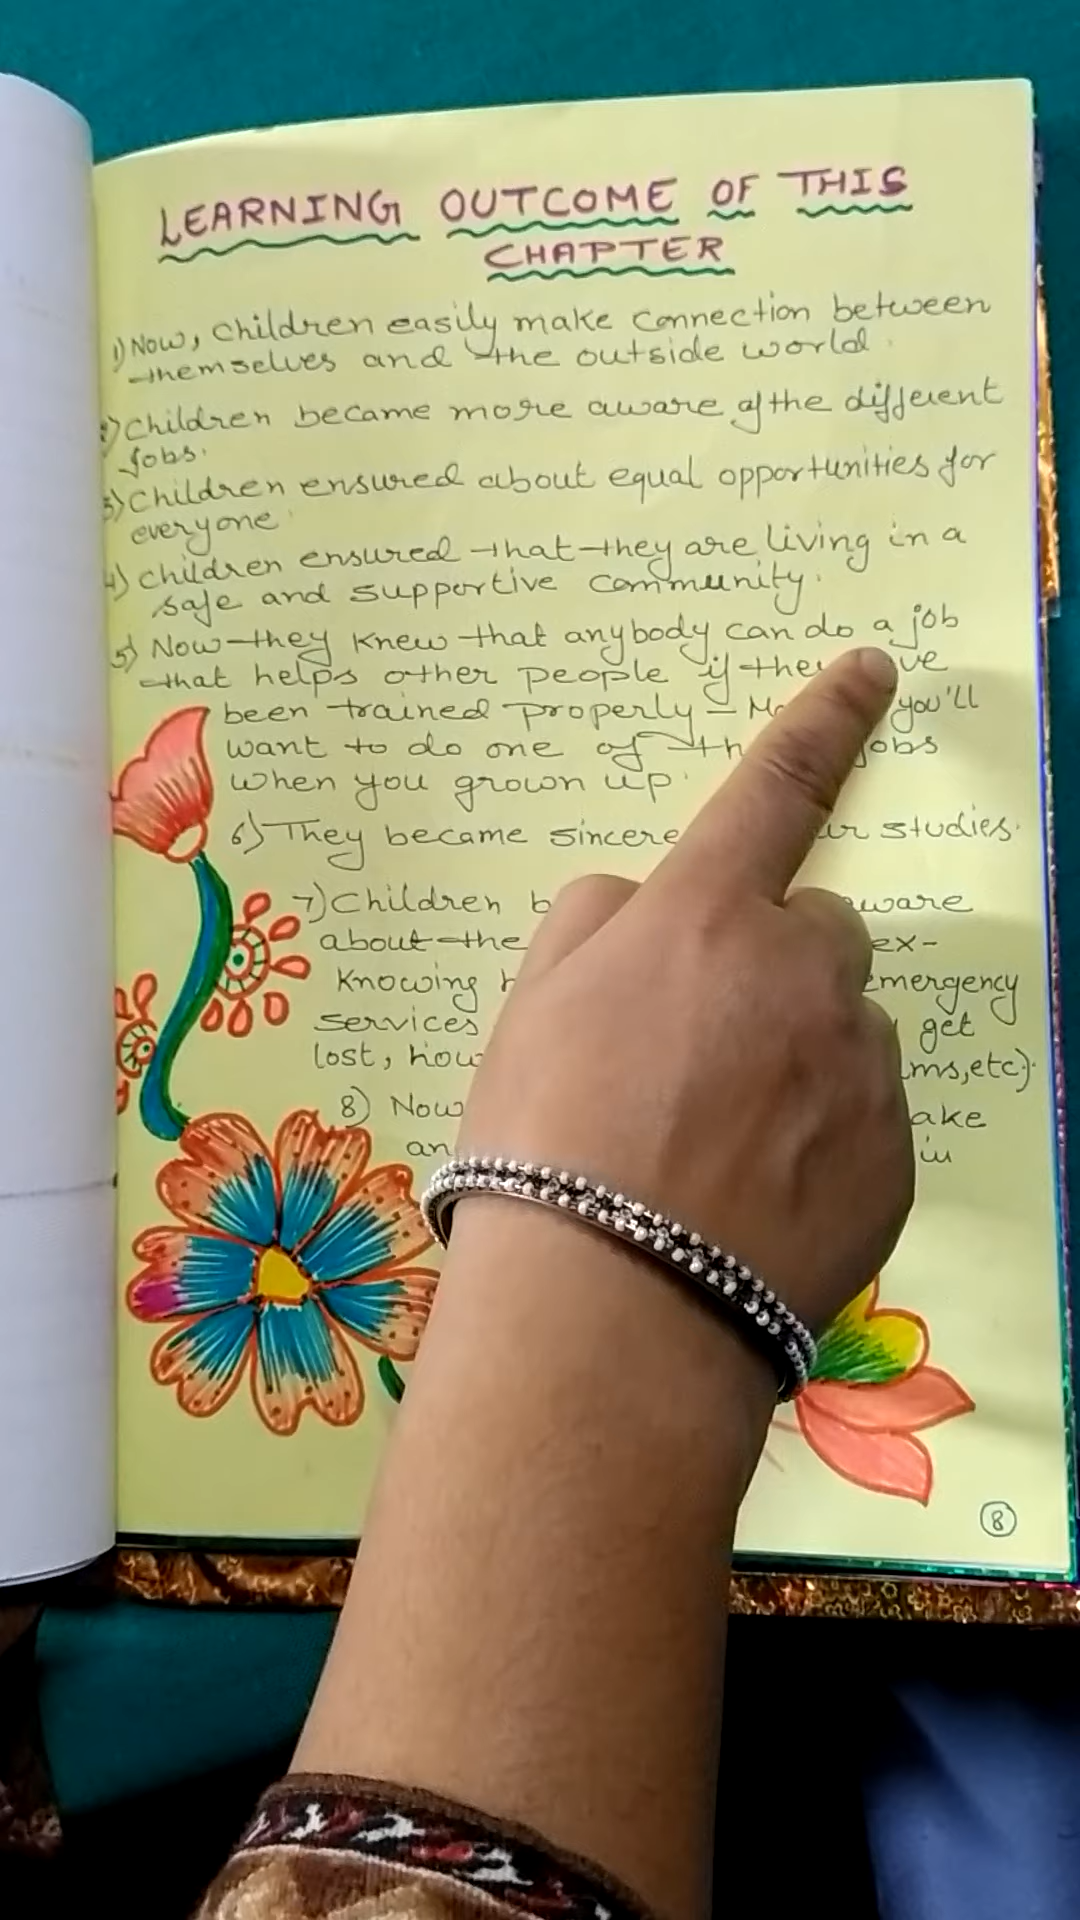 LEARNING OUTCOME OF THIS
CHAPTER
1) Now, children easily make connection between
themselves and the outside world.
2) Children became more aware of the different
jobs.
3) Children ensured about equal opportunities for
everyone.
4) Children ensured that they are living in a
safe and supportive community.
5) Now they knew that anybody can do a job
that helps other people if they
been trained properly - you'll
want to do one of jobs
when you grown up.
6) They became sincere studies.
7) Children aware
about the ex-
Knowing emergency
services get
lost, etc).
8) Now
in
8